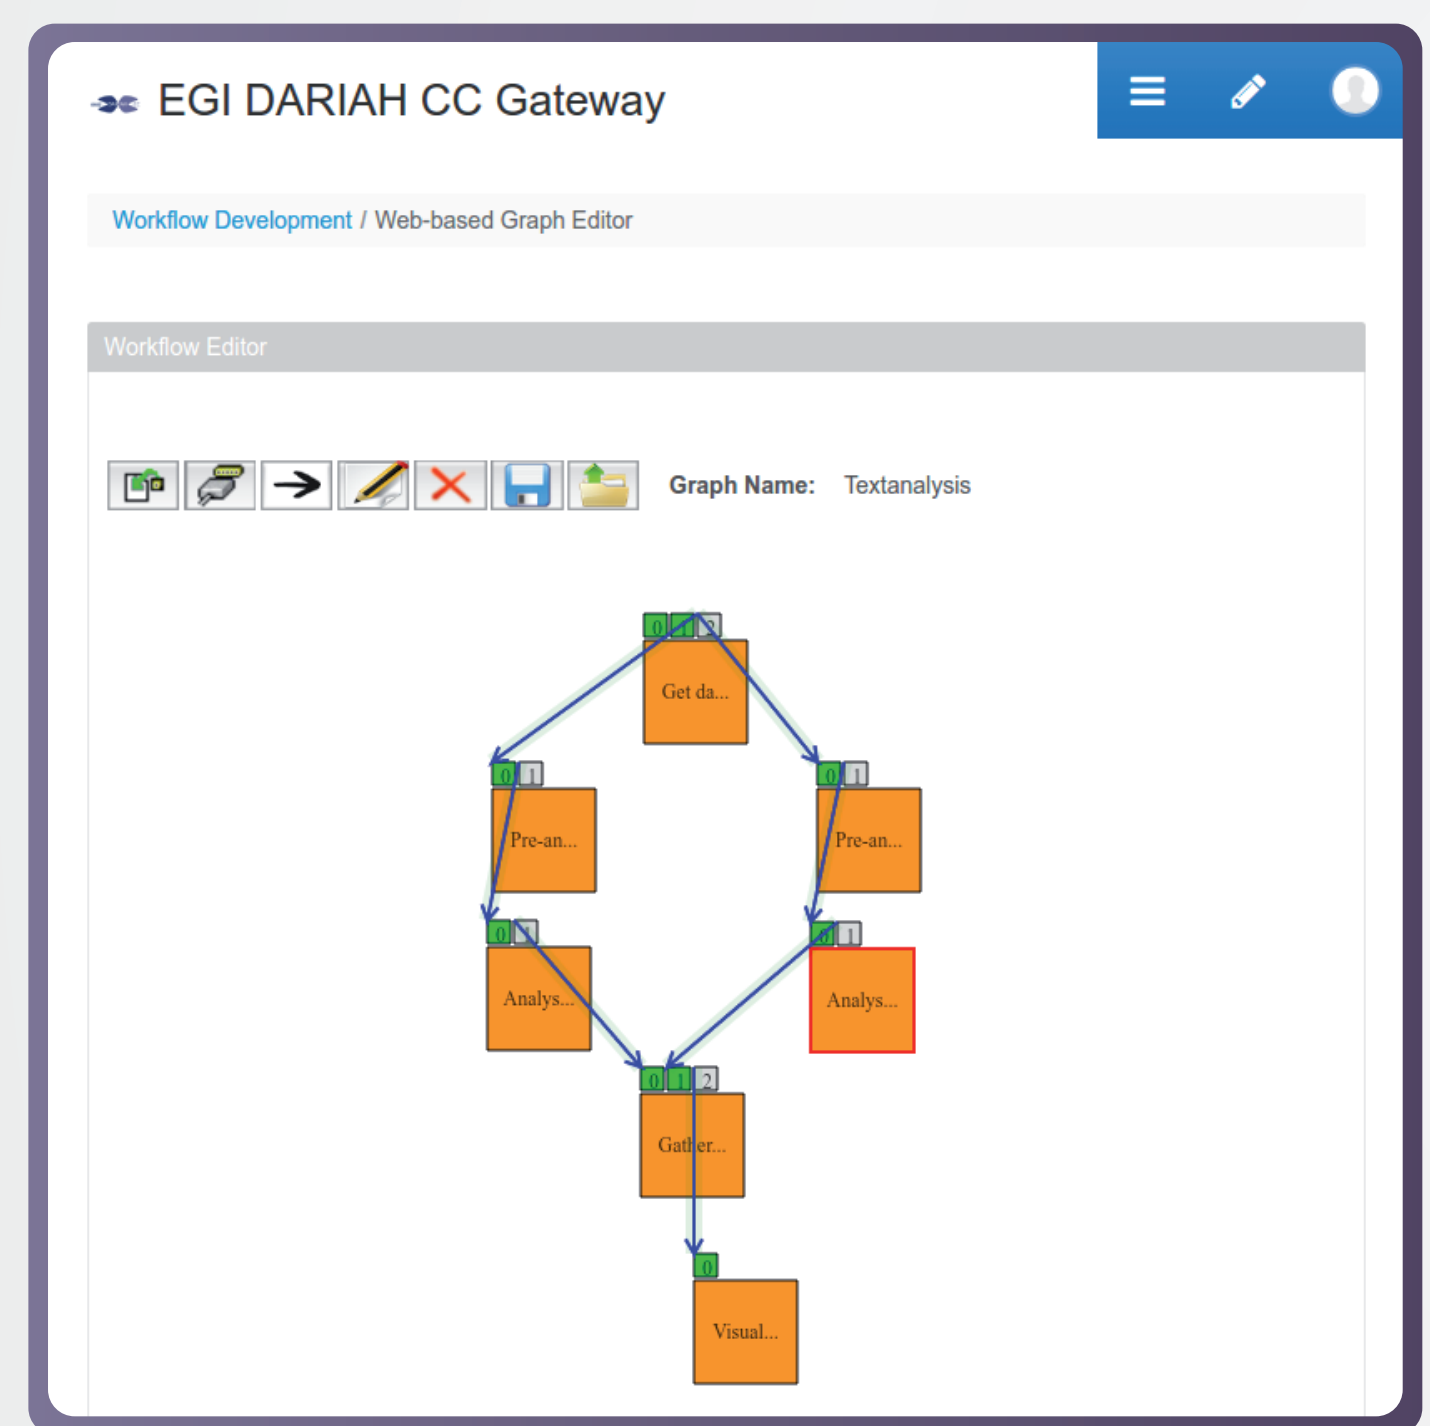 EGI DARIAH CC Gateway
Workflow Development / Web-based Graph Editor
Workflow Editor
Graph Name: Textanalysis
0 1 2
Get da...
0 1
0 1
Pre-an...
Pre-an...
0 1
0 1
Analys...
Analys...
0 1 2
Gather...
0
Visual...